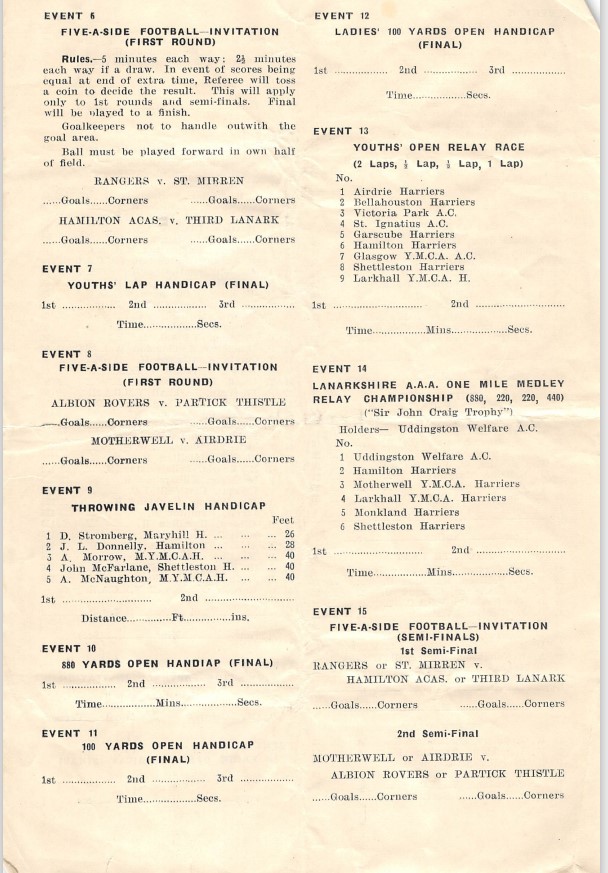 EVENT 6
FIVE-A-SIDE FOOTBALL—INVITATION
(FIRST ROUND)
Rules.—5 minutes each way; 2½ minutes
each way if a draw. In event of scores being
equal at end of extra time, Referee will toss
a coin to decide the result. This will apply
only to 1st rounds and semi-finals. Final
will be played to a finish.
Goalkeepers not to handle outwith the
goal area.
Ball must be played forward in own half
of field.
RANGERS v. ST. MIRREN
......Goals......Corners ......Goals......Corners
HAMILTON ACAS. v. THIRD LANARK
......Goals......Corners ......Goals......Corners
EVENT 7
YOUTHS' LAP HANDICAP (FINAL)
1st .................. 2nd .................. 3rd ..................
Time...............Secs.
EVENT 8
FIVE-A-SIDE FOOTBALL—INVITATION
(FIRST ROUND)
ALBION ROVERS v. PARTICK THISTLE
......Goals......Corners ......Goals......Corners
MOTHERWELL v. AIRDRIE
......Goals......Corners ......Goals......Corners
EVENT 9
THROWING JAVELIN HANDICAP
Feet
1 D. Stromberg, Maryhill H. ... ... ... 26
2 J. L. Donnelly, Hamilton ... ... ... 28
3 A. Morrow, M.Y.M.C.A.H. ... ... ... 40
4 John McFarlane, Shettleston H. ... ... 40
5 A. McNaughton, M.Y.M.C.A.H. ... ... 40
1st .............................. 2nd ..............................
Distance.............Ft...............ins.
EVENT 10
880 YARDS OPEN HANDIAP (FINAL)
1st .................. 2nd .................. 3rd ..................
Time...............Mins...............Secs.
EVENT 11
100 YARDS OPEN HANDICAP
(FINAL)
1st .................. 2nd .................. 3rd ..................
Time...............Secs.
EVENT 12
LADIES' 100 YARDS OPEN HANDICAP
(FINAL)
1st .................. 2nd .................. 3rd ..................
Time...............Secs.
EVENT 13
YOUTHS' OPEN RELAY RACE
(2 Laps, ½ Lap, ½ Lap, 1 Lap)
No.
1 Airdrie Harriers
2 Bellahouston Harriers
3 Victoria Park A.C.
4 St. Ignatius A.C.
5 Garscube Harriers
6 Hamilton Harriers
7 Glasgow Y.M.C.A. A.C.
8 Shettleston Harriers
9 Larkhall Y.M.C.A. H.
1st .............................. 2nd ..............................
Time...............Mins...............Secs.
EVENT 14
LANARKSHIRE A.A.A. ONE MILE MEDLEY
RELAY CHAMPIONSHIP (880, 220, 220, 440)
("Sir John Craig Trophy")
Holders— Uddingston Welfare A.C.
No.
1 Uddingston Welfare A.C.
2 Hamilton Harriers
3 Motherwell Y.M.C.A. Harriers
4 Larkhall Y.M.C.A. Harriers
5 Monkland Harriers
6 Shettleston Harriers
1st .............................. 2nd ..............................
Time...............Mins...............Secs.
EVENT 15
FIVE-A-SIDE FOOTBALL—INVITATION
(SEMI-FINALS)
1st Semi-Final
RANGERS or ST. MIRREN v.
HAMILTON ACAS. or THIRD LANARK
......Goals......Corners ......Goals......Corners
2nd Semi-Final
MOTHERWELL or AIRDRIE v.
ALBION ROVERS or PARTICK THISTLE
......Goals......Corners ......Goals......Corners